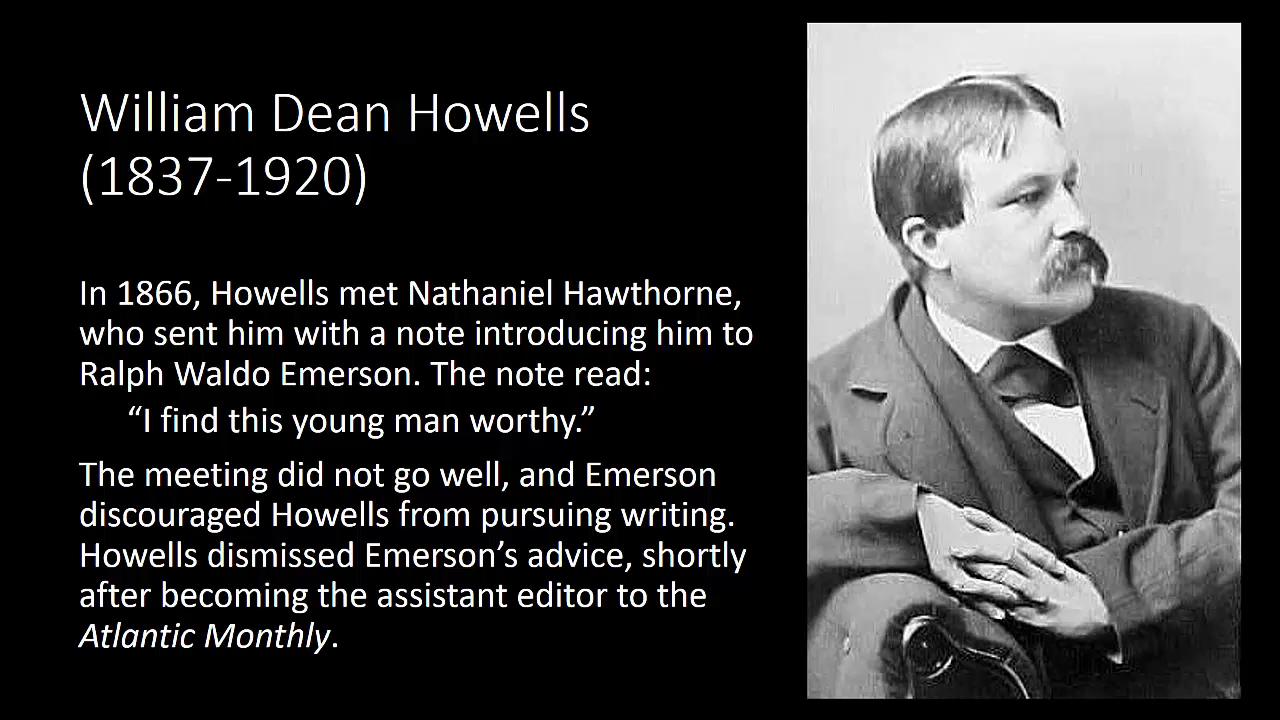 William Dean Howells
(1837-1920)
In 1866, Howells met Nathaniel Hawthorne,
who sent him with a note introducing him to
Ralph Waldo Emerson. The note read:
“I find this young man worthy.”
The meeting did not go well, and Emerson
discouraged Howells from pursuing writing.
Howells dismissed Emerson’s advice, shortly
after becoming the assistant editor to the
Atlantic Monthly.